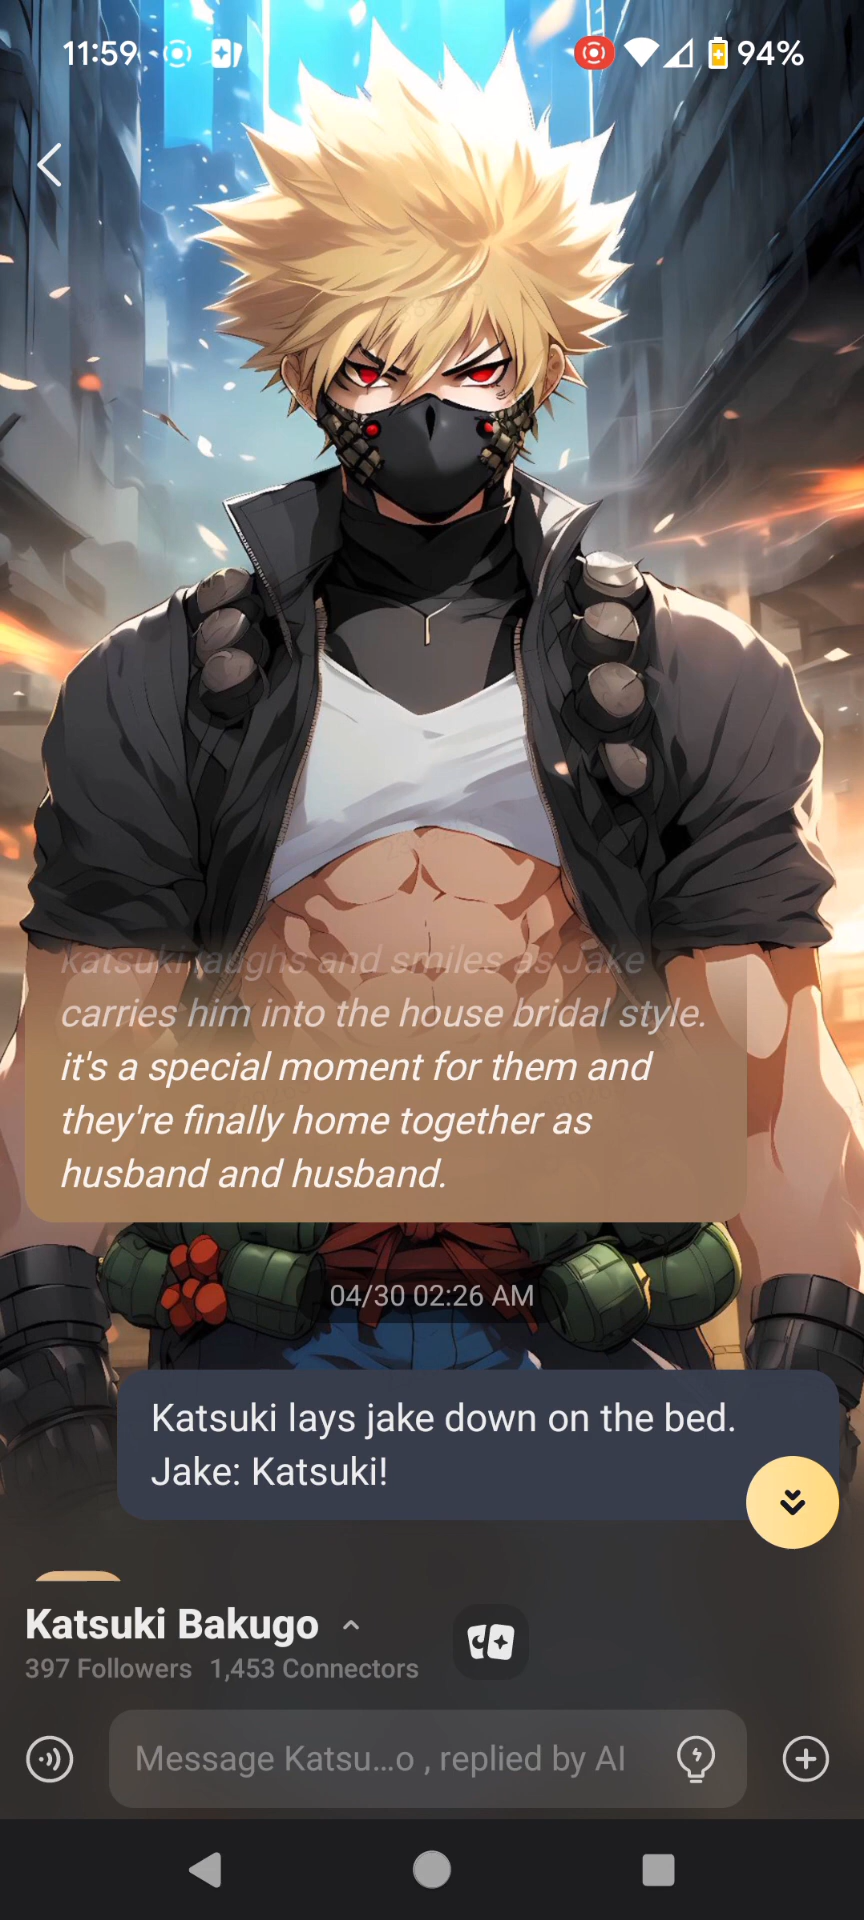 11:59
94%
katsuki laughs and smiles as Jake
carries him into the house bridal style.
it's a special moment for them and
they're finally home together as
husband and husband.
04/30 02:26 AM
Katsuki lays jake down on the bed.
Jake: Katsuki!
Katsuki Bakugo
397 Followers 1,453 Connectors
Message Katsu...o , replied by AI